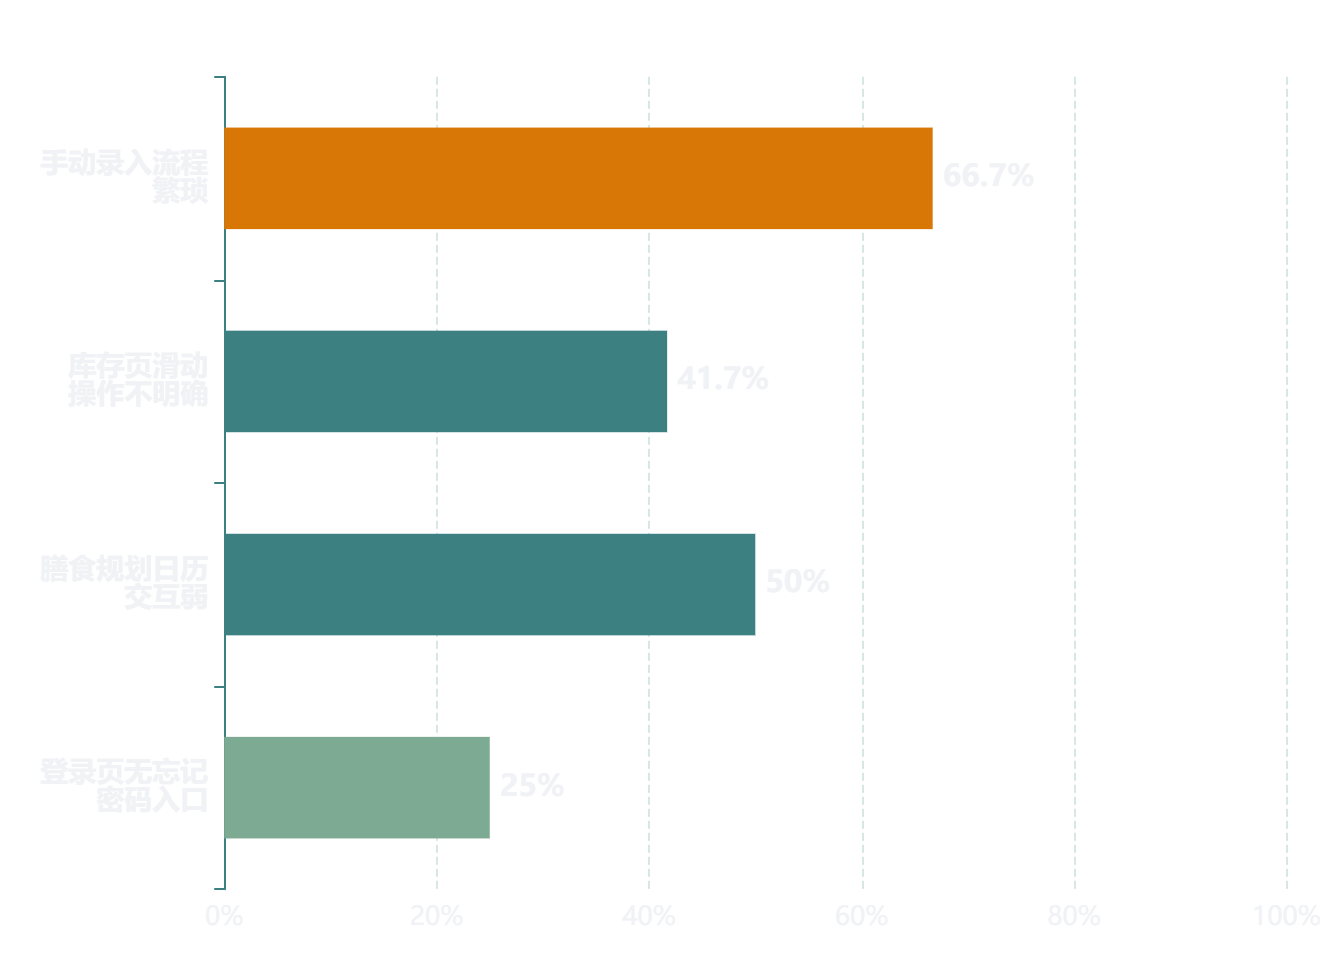 手动录入流程
繁琐
66.7%
库存页滑动
操作不明确
41.7%
膳食规划日历
交互弱
50%
登录页无忘记
密码入口
25%
0% 20% 40% 60% 80% 100%